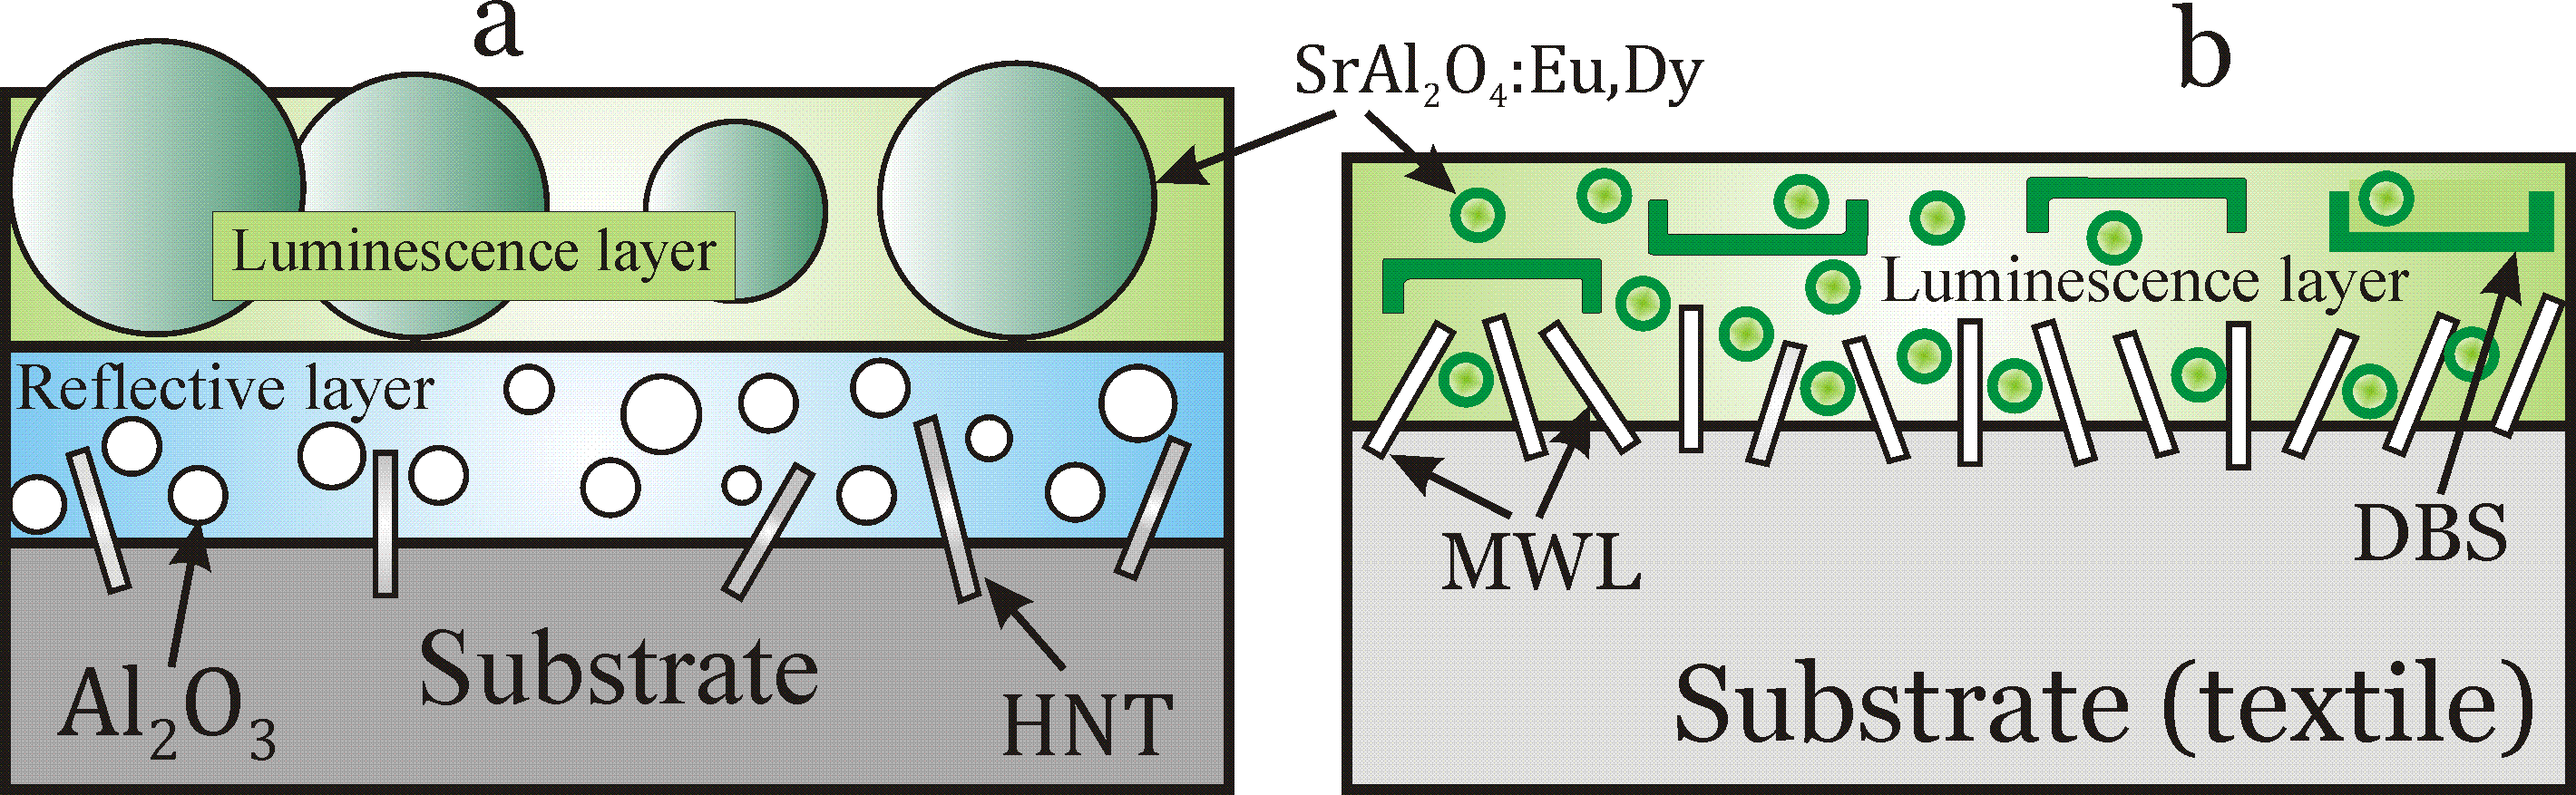 a
b
SrAl₂O₄:Eu,Dy
Luminescence layer
Luminescence layer
Reflective layer
DBS
MWL
Substrate
Substrate (textile)
Al₂O₃
HNT